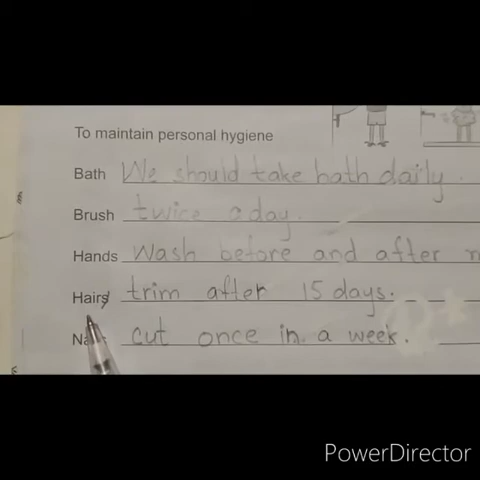 To maintain personal hygiene
Bath We should take bath daily.
Brush twice a day.
Hands Wash before and after
Hairs trim after 15 days.
cut once in a week.
PowerDirector